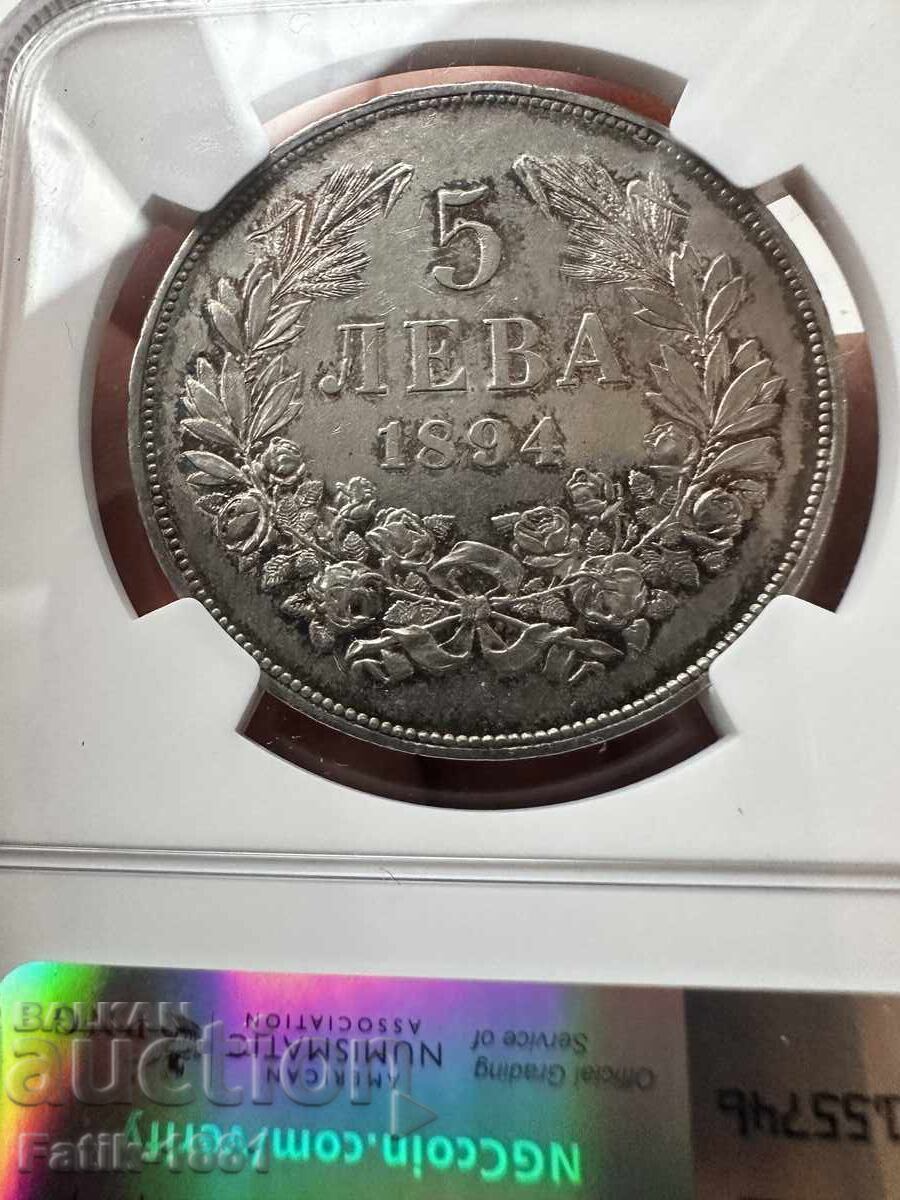 5
ЛЕВА
1894
BALKAN
auction
Fatik-1881
Official Grading
Service of
AMERICAN
NUMISMATIC
ASSOCIATION
NGCcoin.com/verify